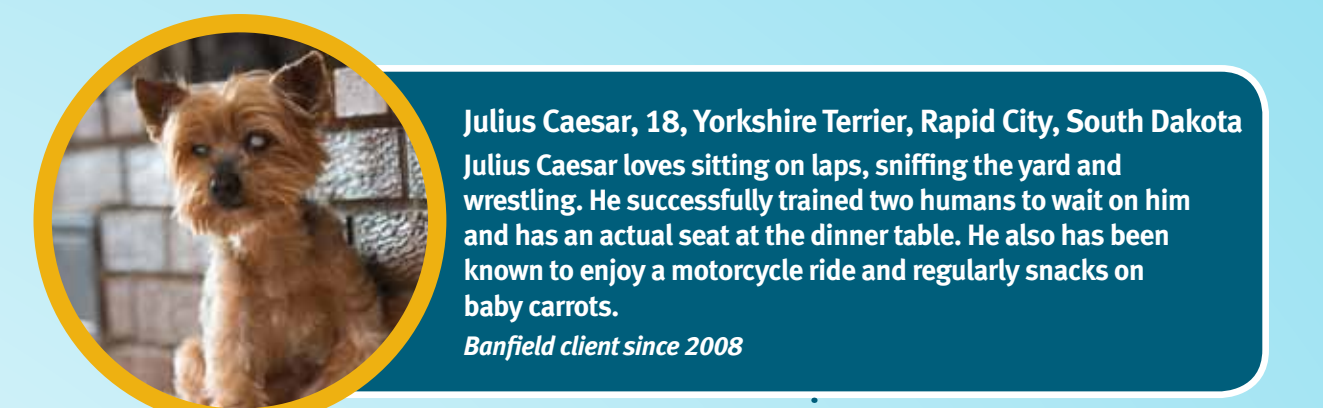 Julius Caesar, 18, Yorkshire Terrier, Rapid City, South Dakota
Julius Caesar loves sitting on laps, sniffing the yard and
wrestling. He successfully trained two humans to wait on him
and has an actual seat at the dinner table. He also has been
known to enjoy a motorcycle ride and regularly snacks on
baby carrots.
Banfield client since 2008